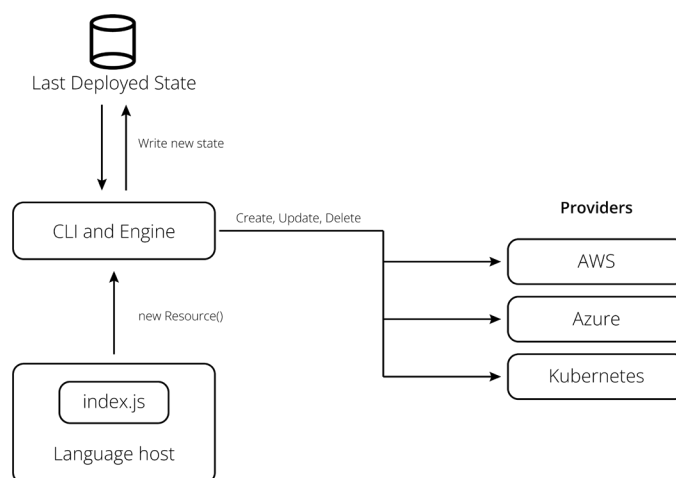 Last Deployed State
Write new state
CLI and Engine
Create, Update, Delete
Providers
AWS
Azure
Kubernetes
new Resource()
index.js
Language host